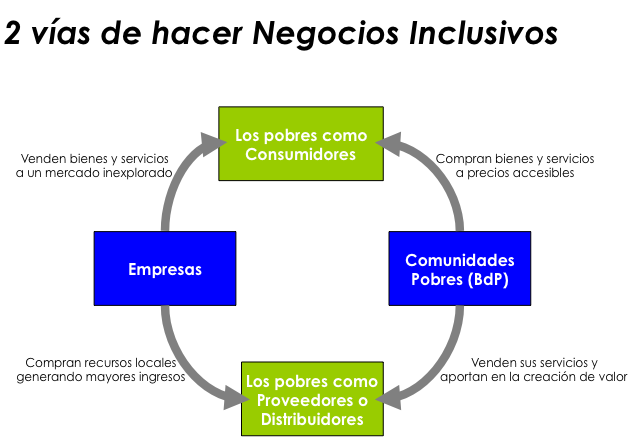 2 vías de hacer Negocios Inclusivos
Los pobres como
Consumidores
Venden bienes y servicios
a un mercado inexplorado
Compran bienes y servicios
a precios accesibles
Empresas
Comunidades
Pobres (BdP)
Compran recursos locales
generando mayores ingresos
Los pobres como
Proveedores o
Distribuidores
Venden sus servicios y
aportan en la creación de valor